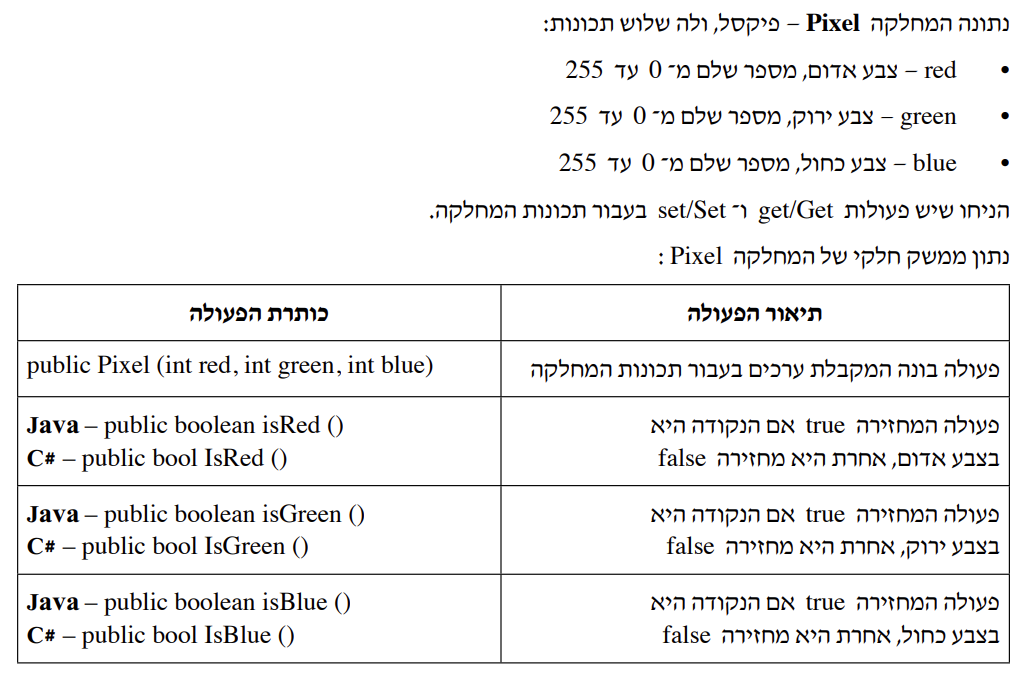 נתונה המחלקה Pixel – פיקסל, ולה שלוש תכונות:
• red – צבע אדום, מספר שלם מ־ 0 עד 255
• green – צבע ירוק, מספר שלם מ־ 0 עד 255
• blue – צבע כחול, מספר שלם מ־ 0 עד 255
הניחו שיש פעולות get/Get ו־ set/Set בעבור תכונות המחלקה.
נתון ממשק חלקי של המחלקה Pixel :
תיאור הפעולה
כותרת הפעולה
פעולה בונה המקבלת ערכים בעבור תכונות המחלקה
public Pixel (int red, int green, int blue)
פעולה המחזירה true אם הנקודה היא
בצבע אדום, אחרת היא מחזירה false
Java – public boolean isRed ()
C# – public bool IsRed ()
פעולה המחזירה true אם הנקודה היא
בצבע ירוק, אחרת היא מחזירה false
Java – public boolean isGreen ()
C# – public bool IsGreen ()
פעולה המחזירה true אם הנקודה היא
בצבע כחול, אחרת היא מחזירה false
Java – public boolean isBlue ()
C# – public bool IsBlue ()